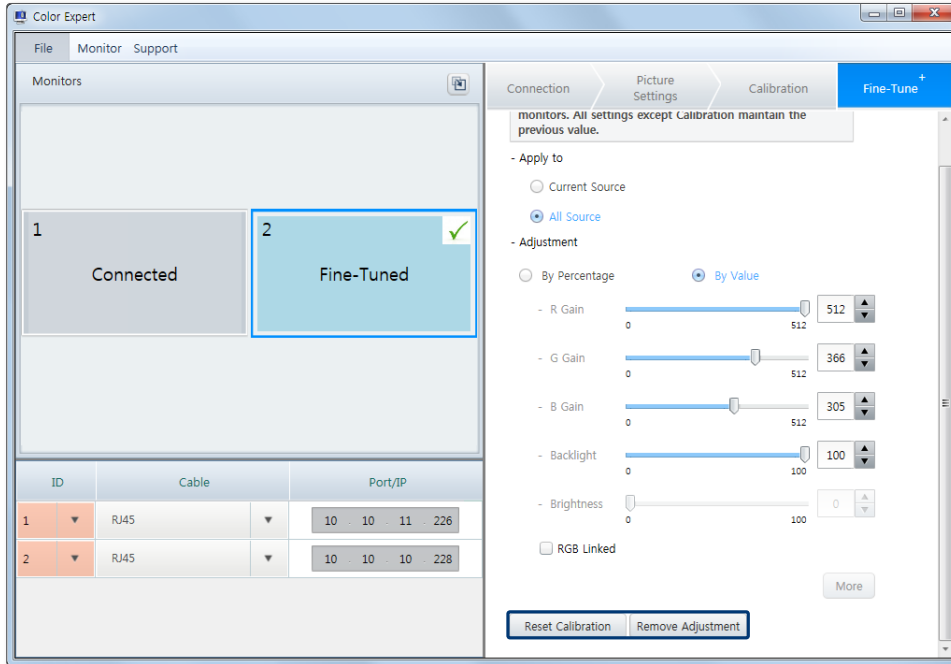 Color Expert
File Monitor Support
Monitors
1
Connected
2
Fine-Tuned
ID Cable Port/IP
1 RJ45 10 . 10 . 11 . 226
2 RJ45 10 . 10 . 10 . 228
Connection
Picture
Settings
Calibration
Fine-Tune+
monitors. All settings except Calibration maintain the
previous value.
- Apply to
Current Source
All Source
- Adjustment
By Percentage By Value
- R Gain 512
0 512
- G Gain 366
0 512
- B Gain 305
0 512
- Backlight 100
0 100
- Brightness 0
0 100
RGB Linked
More
Reset Calibration Remove Adjustment